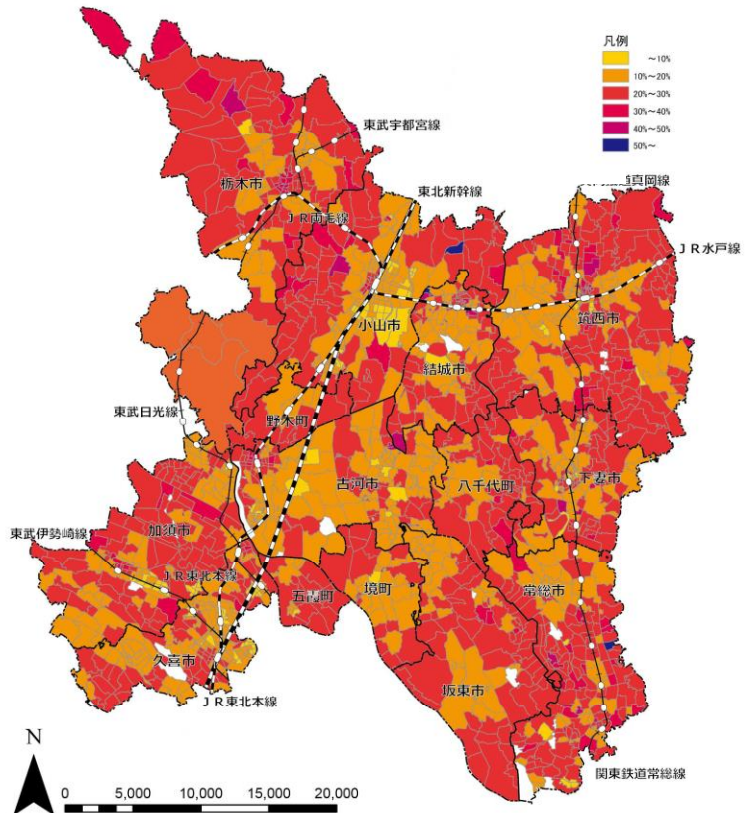 凡例
～10%
10%～20%
20%～30%
30%～40%
40%～50%
50%～
東武宇都宮線
栃木市
東北新幹線
真岡線
ＪＲ両毛線
ＪＲ水戸線
小山市
筑西市
結城市
東武日光線
野木町
古河市
八千代町
下妻市
加須市
東武伊勢崎線
ＪＲ東北本線
五霞町
境町
常総市
久喜市
坂東市
ＪＲ東北本線
関東鉄道常総線
N
0 5,000 10,000 15,000 20,000